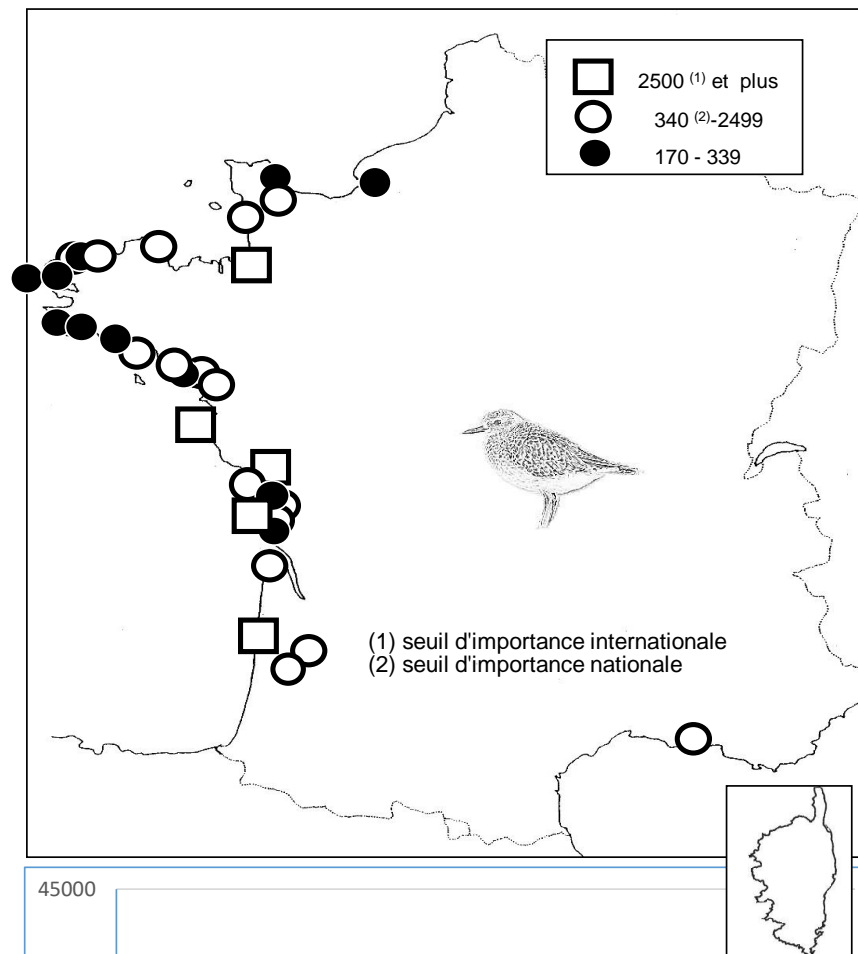 2500 (1) et plus
340 (2)-2499
170 - 339
(1) seuil d'importance internationale
(2) seuil d'importance nationale
45000